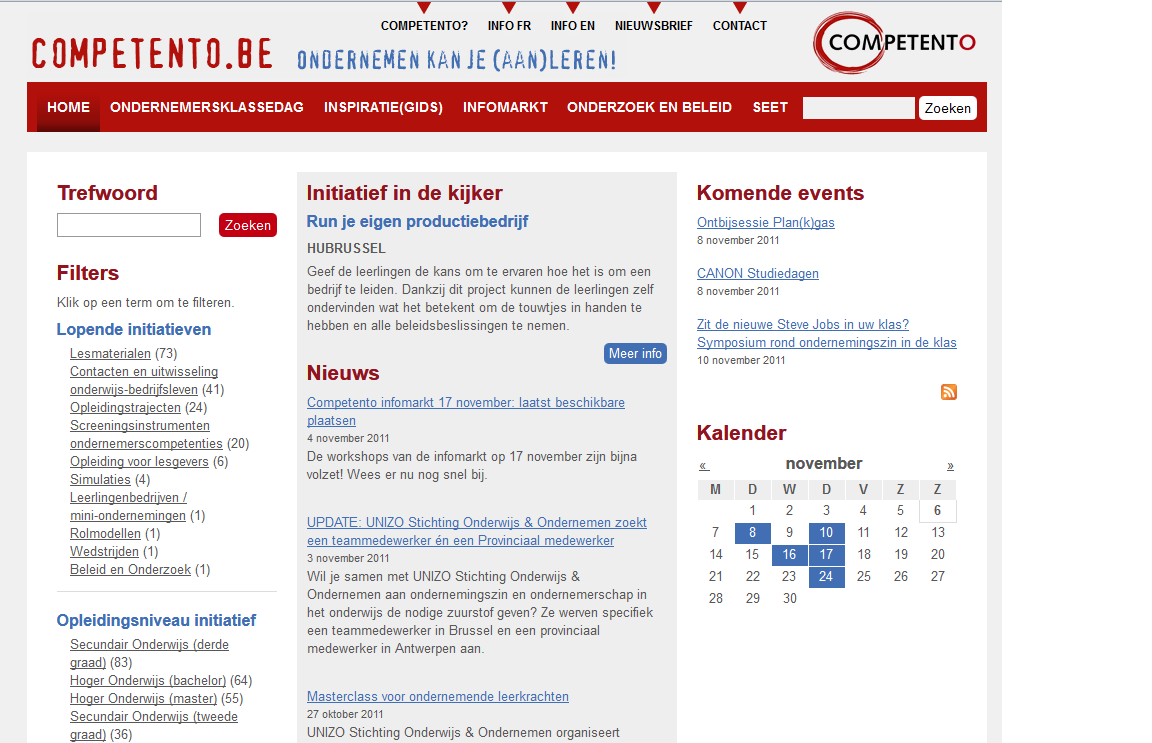 COMPETENTO? INFO FR INFO EN NIEUWSBRIEF CONTACT
COMPETENTO.BE ONDERNEMEN KAN JE (AAN)LEREN!
COMPETENTO
HOME ONDERNEMERSKLASSEDAG INSPIRATIE(GIDS) INFOMARKT ONDERZOEK EN BELEID SEET Zoeken
Trefwoord
Zoeken
Filters
Klik op een term om te filteren.
Lopende initiatieven
Lesmaterialen (73)
Contacten en uitwisseling
onderwijs-bedrijfsleven (41)
Opleidingstrajecten (24)
Screeningsinstrumenten
ondernemerscompetenties (20)
Opleiding voor lesgevers (6)
Simulaties (4)
Leerlingenbedrijven /
mini-ondernemingen (1)
Rolmodellen (1)
Wedstrijden (1)
Beleid en Onderzoek (1)
Opleidingsniveau initiatief
Secundair Onderwijs (derde
graad) (83)
Hoger Onderwijs (bachelor) (64)
Hoger Onderwijs (master) (55)
Secundair Onderwijs (tweede
graad) (36)
Initiatief in de kijker
Run je eigen productiebedrijf
HUBRUSSEL
Geef de leerlingen de kans om te ervaren hoe het is om een
bedrijf te leiden. Dankzij dit project kunnen de leerlingen zelf
ondervinden wat het betekent om de touwtjes in handen te
hebben en alle beleidsbeslissingen te nemen.
Meer info
Nieuws
Competento infomarkt 17 november: laatst beschikbare
plaatsen
4 november 2011
De workshops van de infomarkt op 17 november zijn bijna
volzet! Wees er nu nog snel bij.
UPDATE: UNIZO Stichting Onderwijs & Ondernemen zoekt
een teammedewerker én een Provinciaal medewerker
3 november 2011
Wil je samen met UNIZO Stichting Onderwijs &
Ondernemen aan ondernemingszin en ondernemerschap in
het onderwijs de nodige zuurstof geven? Ze werven specifiek
een teammedewerker in Brussel en een provinciaal
medewerker in Antwerpen aan.
Masterclass voor ondernemende leerkrachten
27 oktober 2011
UNIZO Stichting Onderwijs & Ondernemen organiseert
Komende events
Ontbijsessie Plan(k)gas
8 november 2011
CANON Studiedagen
8 november 2011
Zit de nieuwe Steve Jobs in uw klas?
Symposium rond ondernemingszin in de klas
10 november 2011
Kalender
« november »
M D W D V Z Z
1 2 3 4 5 6
7 8 9 10 11 12 13
14 15 16 17 18 19 20
21 22 23 24 25 26 27
28 29 30